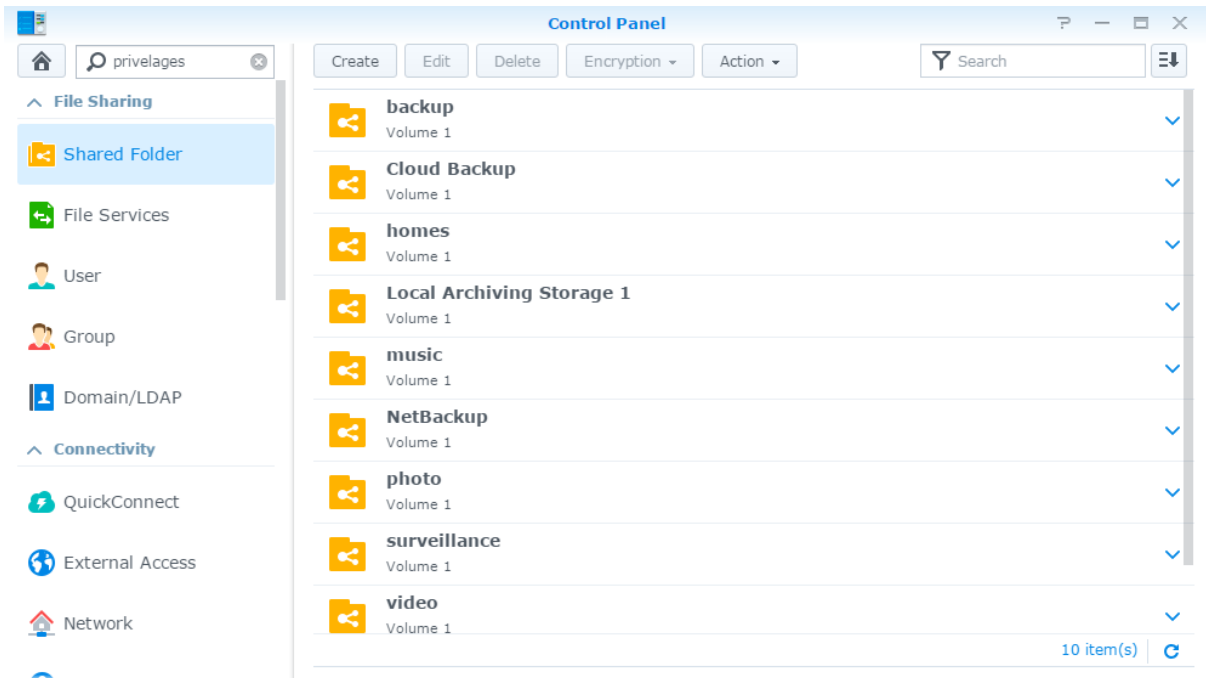 Control Panel
privelages
Create Edit Delete Encryption Action Search
File Sharing
Shared Folder
File Services
User
Group
Domain/LDAP
Connectivity
QuickConnect
External Access
Network
backup
Volume 1
Cloud Backup
Volume 1
homes
Volume 1
Local Archiving Storage 1
Volume 1
music
Volume 1
NetBackup
Volume 1
photo
Volume 1
surveillance
Volume 1
video
Volume 1
10 item(s)